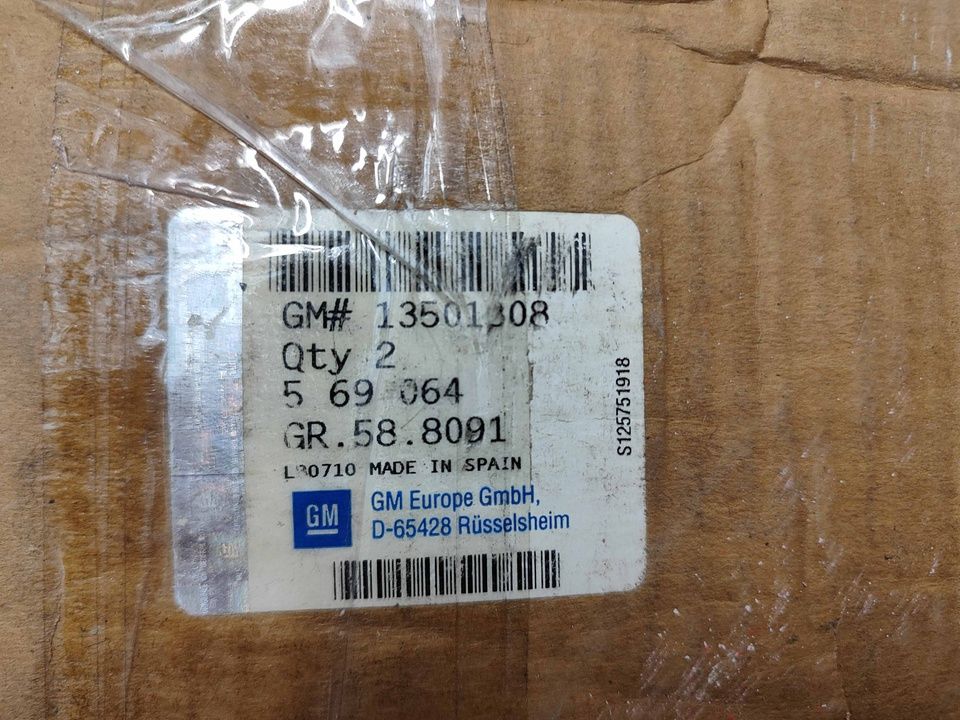 GM# 13501308
Qty 2
5 69 064
GR.58.8091
MADE IN SPAIN
GM
GM Europe GmbH,
D-65428 Rüsselsheim
S125751918